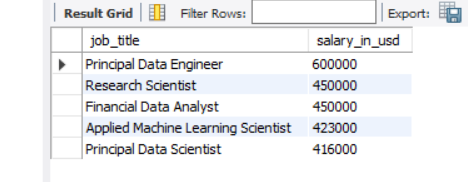 Result Grid Filter Rows: Export:
job_title salary_in_usd
Principal Data Engineer 600000
Research Scientist 450000
Financial Data Analyst 450000
Applied Machine Learning Scientist 423000
Principal Data Scientist 416000